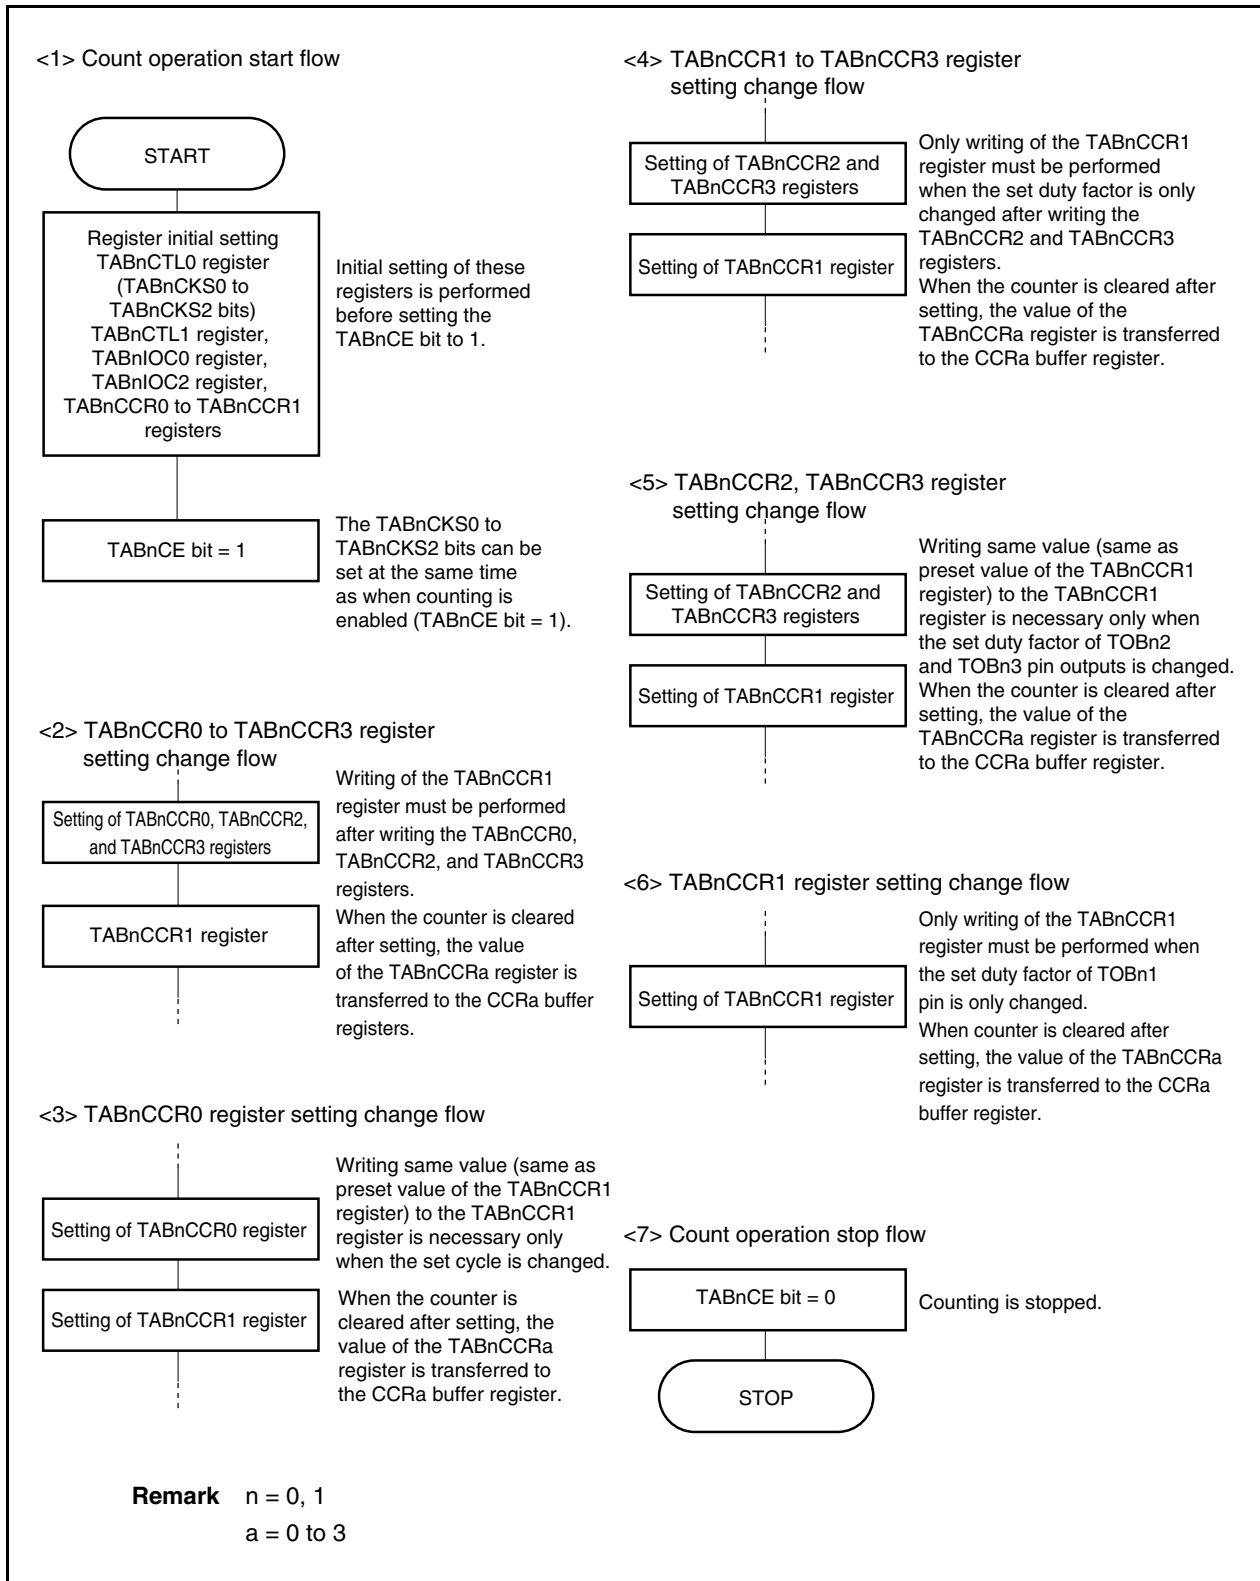 <1> Count operation start flow
START
Register initial setting
TABnCTL0 register
(TABnCKS0 to
TABnCKS2 bits)
TABnCTL1 register,
TABnIOC0 register,
TABnIOC2 register,
TABnCCR0 to TABnCCR1
registers
Initial setting of these
registers is performed
before setting the
TABnCE bit to 1.
TABnCE bit = 1
The TABnCKS0 to
TABnCKS2 bits can be
set at the same time
as when counting is
enabled (TABnCE bit = 1).
<2> TABnCCR0 to TABnCCR3 register
setting change flow
Setting of TABnCCR0, TABnCCR2,
and TABnCCR3 registers
TABnCCR1 register
Writing of the TABnCCR1
register must be performed
after writing the TABnCCR0,
TABnCCR2, and TABnCCR3
registers.
When the counter is cleared
after setting, the value
of the TABnCCRa register is
transferred to the CCRa buffer
registers.
<3> TABnCCR0 register setting change flow
Setting of TABnCCR0 register
Setting of TABnCCR1 register
Writing same value (same as
preset value of the TABnCCR1
register) to the TABnCCR1
register is necessary only
when the set cycle is changed.
When the counter is
cleared after setting, the
value of the TABnCCRa
register is transferred to
the CCRa buffer register.
<4> TABnCCR1 to TABnCCR3 register
setting change flow
Setting of TABnCCR2 and
TABnCCR3 registers
Setting of TABnCCR1 register
Only writing of the TABnCCR1
register must be performed
when the set duty factor is only
changed after writing the
TABnCCR2 and TABnCCR3
registers.
When the counter is cleared after
setting, the value of the
TABnCCRa register is transferred
to the CCRa buffer register.
<5> TABnCCR2, TABnCCR3 register
setting change flow
Setting of TABnCCR2 and
TABnCCR3 registers
Setting of TABnCCR1 register
Writing same value (same as
preset value of the TABnCCR1
register) to the TABnCCR1
register is necessary only when
the set duty factor of TOBn2
and TOBn3 pin outputs is changed.
When the counter is cleared after
setting, the value of the
TABnCCRa register is transferred
to the CCRa buffer register.
<6> TABnCCR1 register setting change flow
Setting of TABnCCR1 register
Only writing of the TABnCCR1
register must be performed when
the set duty factor of TOBn1
pin is only changed.
When counter is cleared after
setting, the value of the TABnCCRa
register is transferred to the CCRa
buffer register.
<7> Count operation stop flow
TABnCE bit = 0
Counting is stopped.
STOP
Remark n = 0, 1
a = 0 to 3